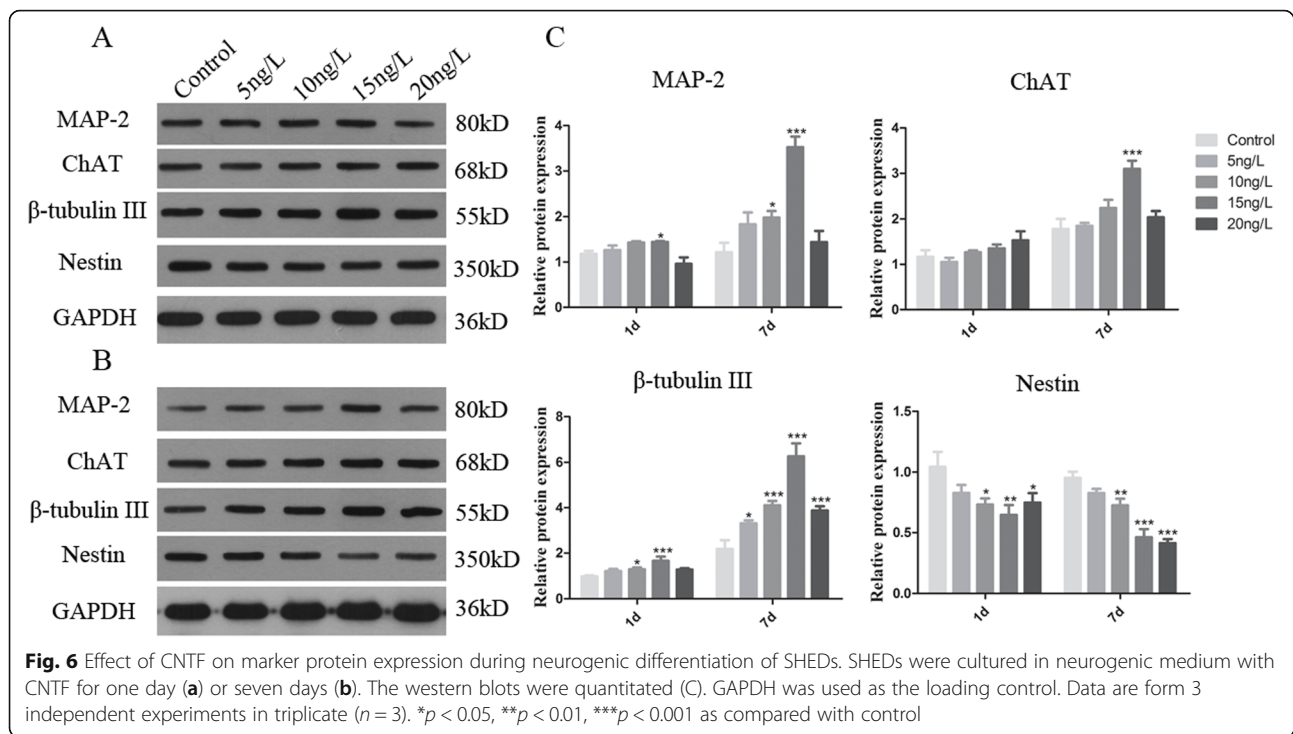 A
Control 5ng/L 10ng/L 15ng/L 20ng/L
MAP-2 80kD
ChAT 68kD
β-tubulin III 55kD
Nestin 350kD
GAPDH 36kD
B
MAP-2 80kD
ChAT 68kD
β-tubulin III 55kD
Nestin 350kD
GAPDH 36kD
C
MAP-2
Relative protein expression
4
3
2
1
0
* * * ***
1d 7d
ChAT
Relative protein expression
4
3
2
1
0
***
1d 7d
Control
5ng/L
10ng/L
15ng/L
20ng/L
β-tubulin III
Relative protein expression
8
6
4
2
0
* *** * *** *** ***
1d 7d
Nestin
Relative protein expression
1.5
1.0
0.5
0.0
* ** * ** *** ***
1d 7d
Fig. 6 Effect of CNTF on marker protein expression during neurogenic differentiation of SHEDs. SHEDs were cultured in neurogenic medium with
CNTF for one day (a) or seven days (b). The western blots were quantitated (C). GAPDH was used as the loading control. Data are form 3
independent experiments in triplicate (n = 3). *p < 0.05, **p < 0.01, ***p < 0.001 as compared with control